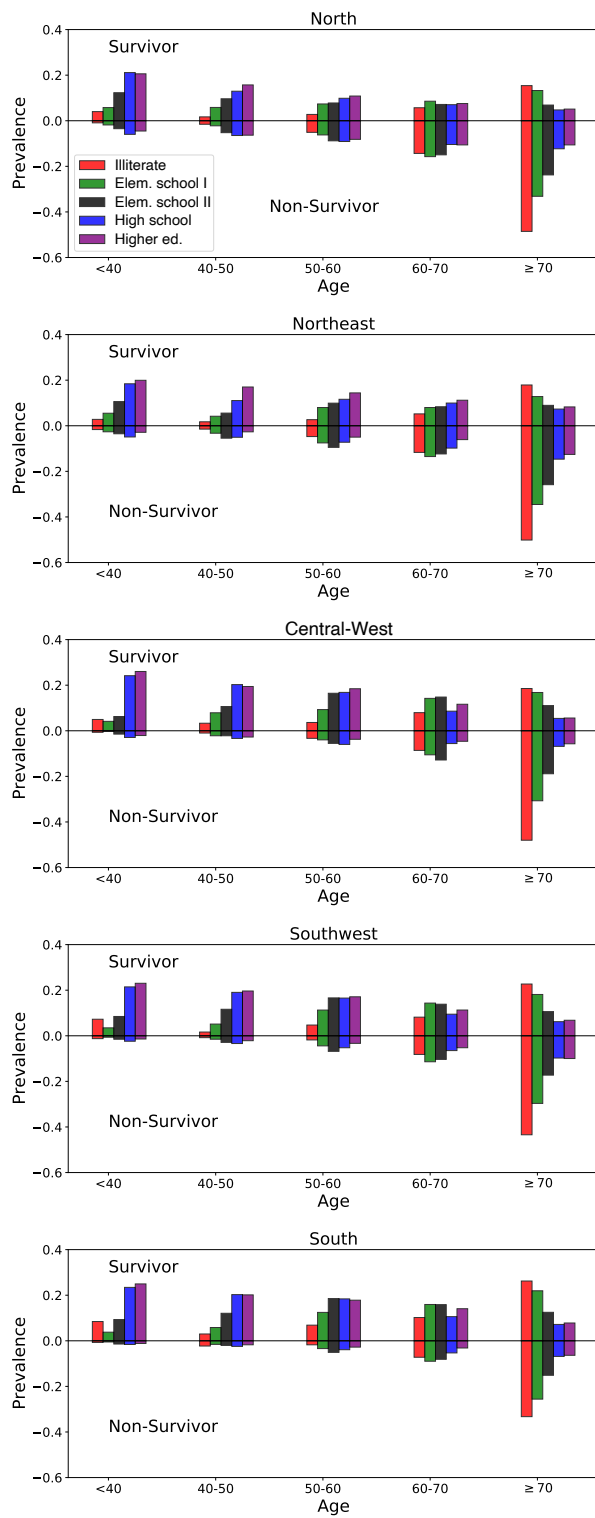 North
Survivor
Non-Survivor
Illiterate
Elem. school I
Elem. school II
High school
Higher ed.
Prevalence
0.4
0.2
0.0
−0.2
−0.4
−0.6
<40
40-50
50-60
60-70
≥ 70
Age
Northeast
Survivor
Non-Survivor
Prevalence
0.4
0.2
0.0
−0.2
−0.4
−0.6
<40
40-50
50-60
60-70
≥ 70
Age
Central-West
Survivor
Non-Survivor
Prevalence
0.4
0.2
0.0
−0.2
−0.4
−0.6
<40
40-50
50-60
60-70
≥ 70
Age
Southwest
Survivor
Non-Survivor
Prevalence
0.4
0.2
0.0
−0.2
−0.4
−0.6
<40
40-50
50-60
60-70
≥ 70
Age
South
Survivor
Non-Survivor
Prevalence
0.4
0.2
0.0
−0.2
−0.4
−0.6
<40
40-50
50-60
60-70
≥ 70
Age